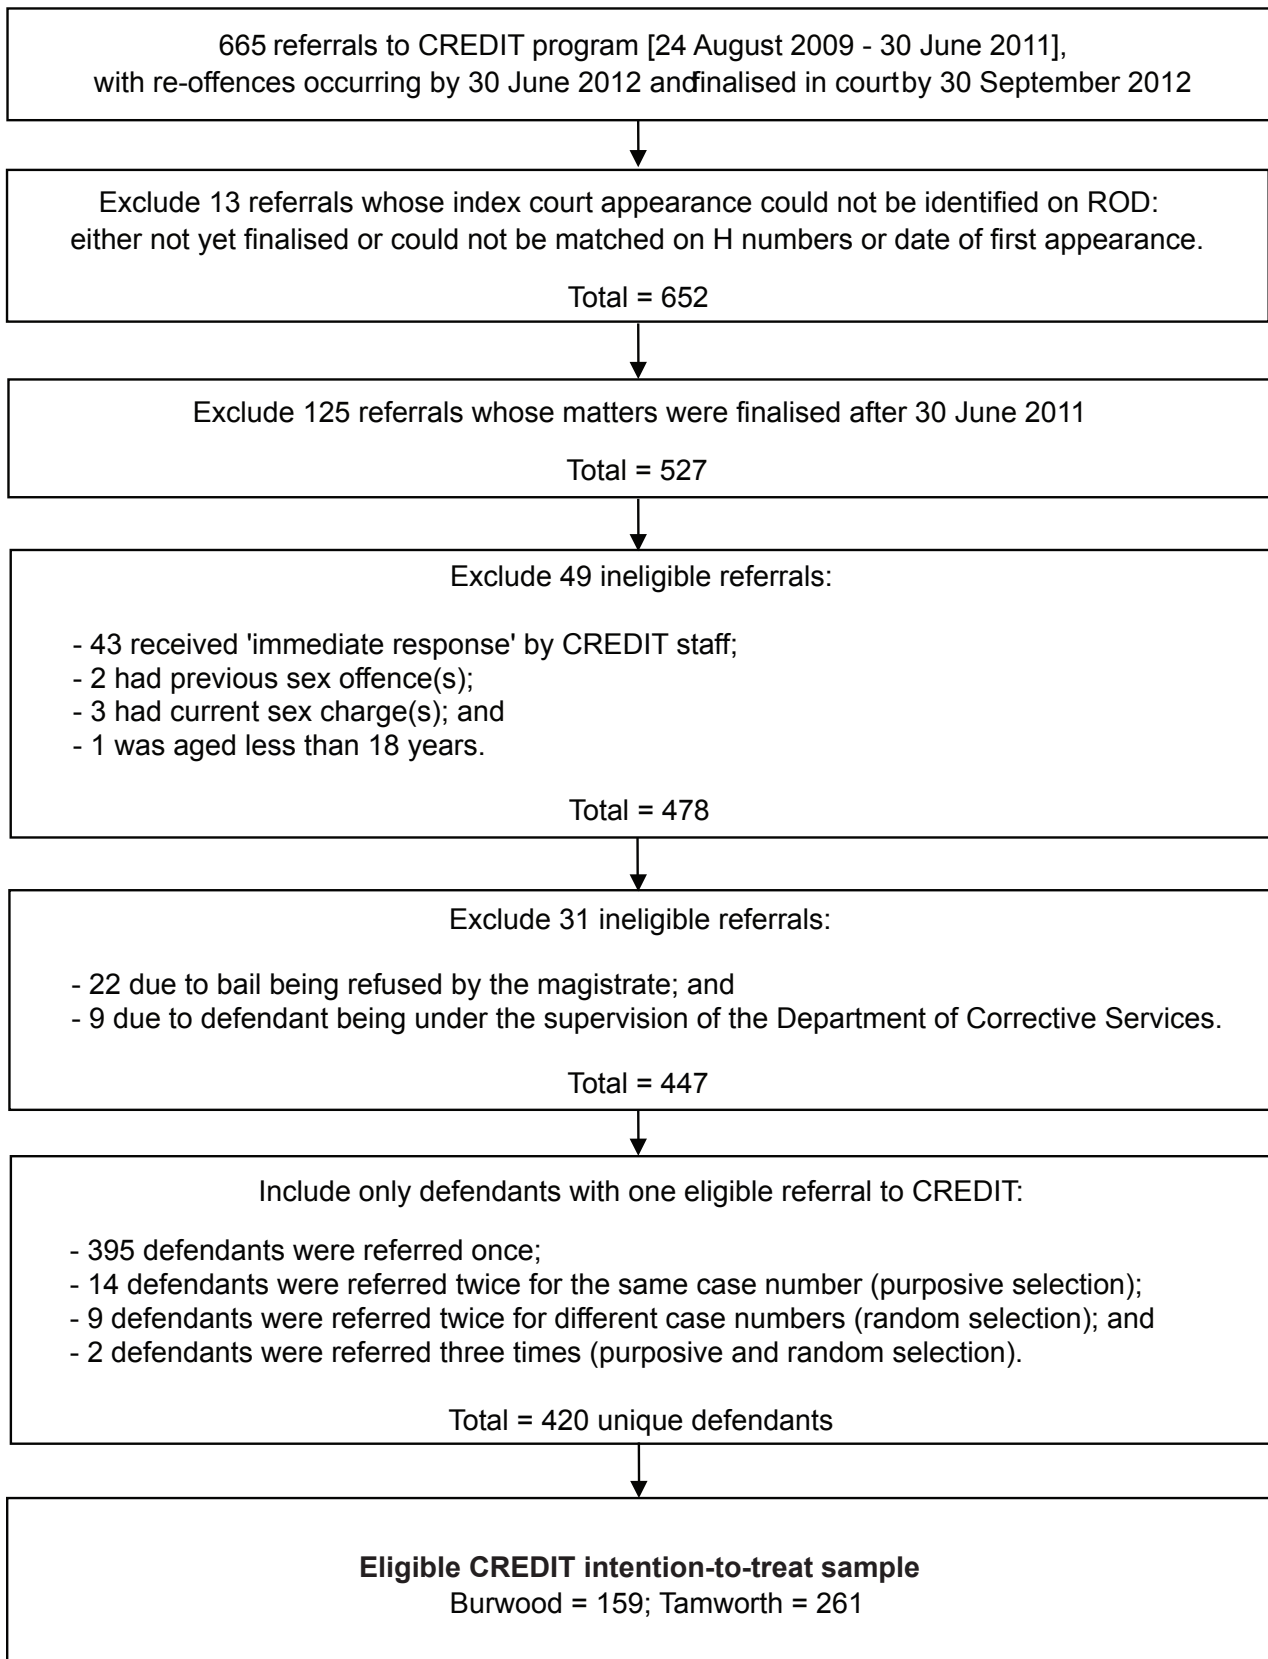 665 referrals to CREDIT program [24 August 2009 - 30 June 2011],
with re-offences occurring by 30 June 2012 and finalised in court by 30 September 2012
Exclude 13 referrals whose index court appearance could not be identified on ROD:
either not yet finalised or could not be matched on H numbers or date of first appearance.
Total = 652
Exclude 125 referrals whose matters were finalised after 30 June 2011
Total = 527
Exclude 49 ineligible referrals:
- 43 received 'immediate response' by CREDIT staff;
- 2 had previous sex offence(s);
- 3 had current sex charge(s); and
- 1 was aged less than 18 years.
Total = 478
Exclude 31 ineligible referrals:
- 22 due to bail being refused by the magistrate; and
- 9 due to defendant being under the supervision of the Department of Corrective Services.
Total = 447
Include only defendants with one eligible referral to CREDIT:
- 395 defendants were referred once;
- 14 defendants were referred twice for the same case number (purposive selection);
- 9 defendants were referred twice for different case numbers (random selection); and
- 2 defendants were referred three times (purposive and random selection).
Total = 420 unique defendants
Eligible CREDIT intention-to-treat sample
Burwood = 159; Tamworth = 261